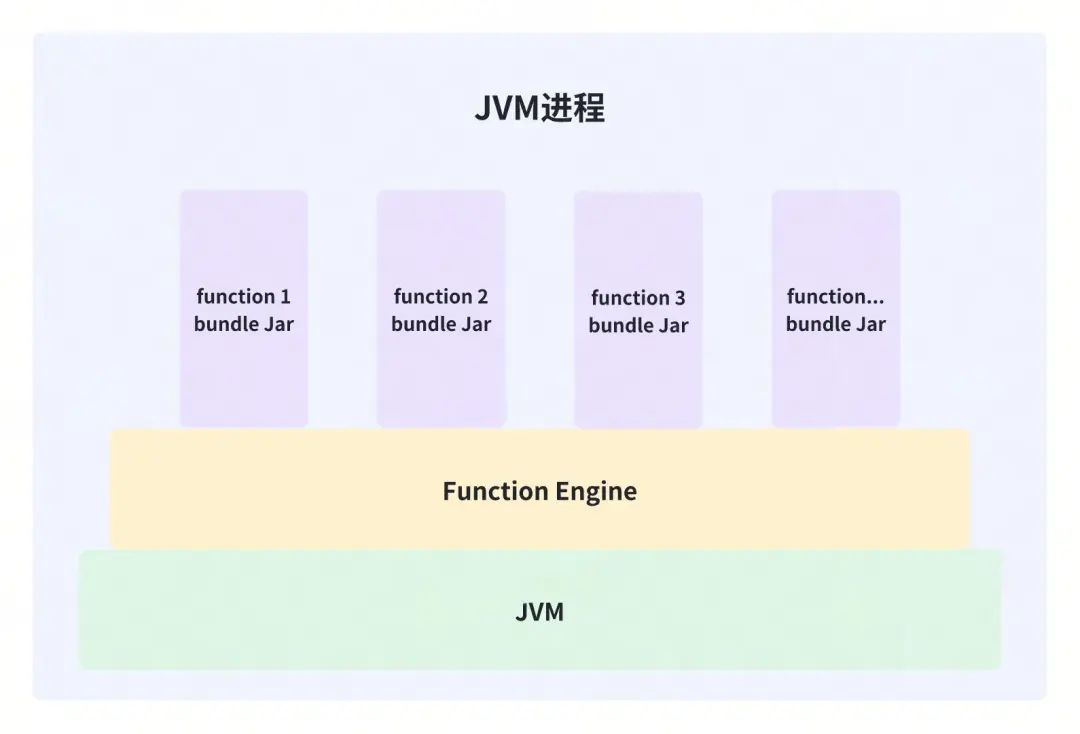 JVM进程
function 1
bundle Jar
function 2
bundle Jar
function 3
bundle Jar
function...
bundle Jar
Function Engine
JVM